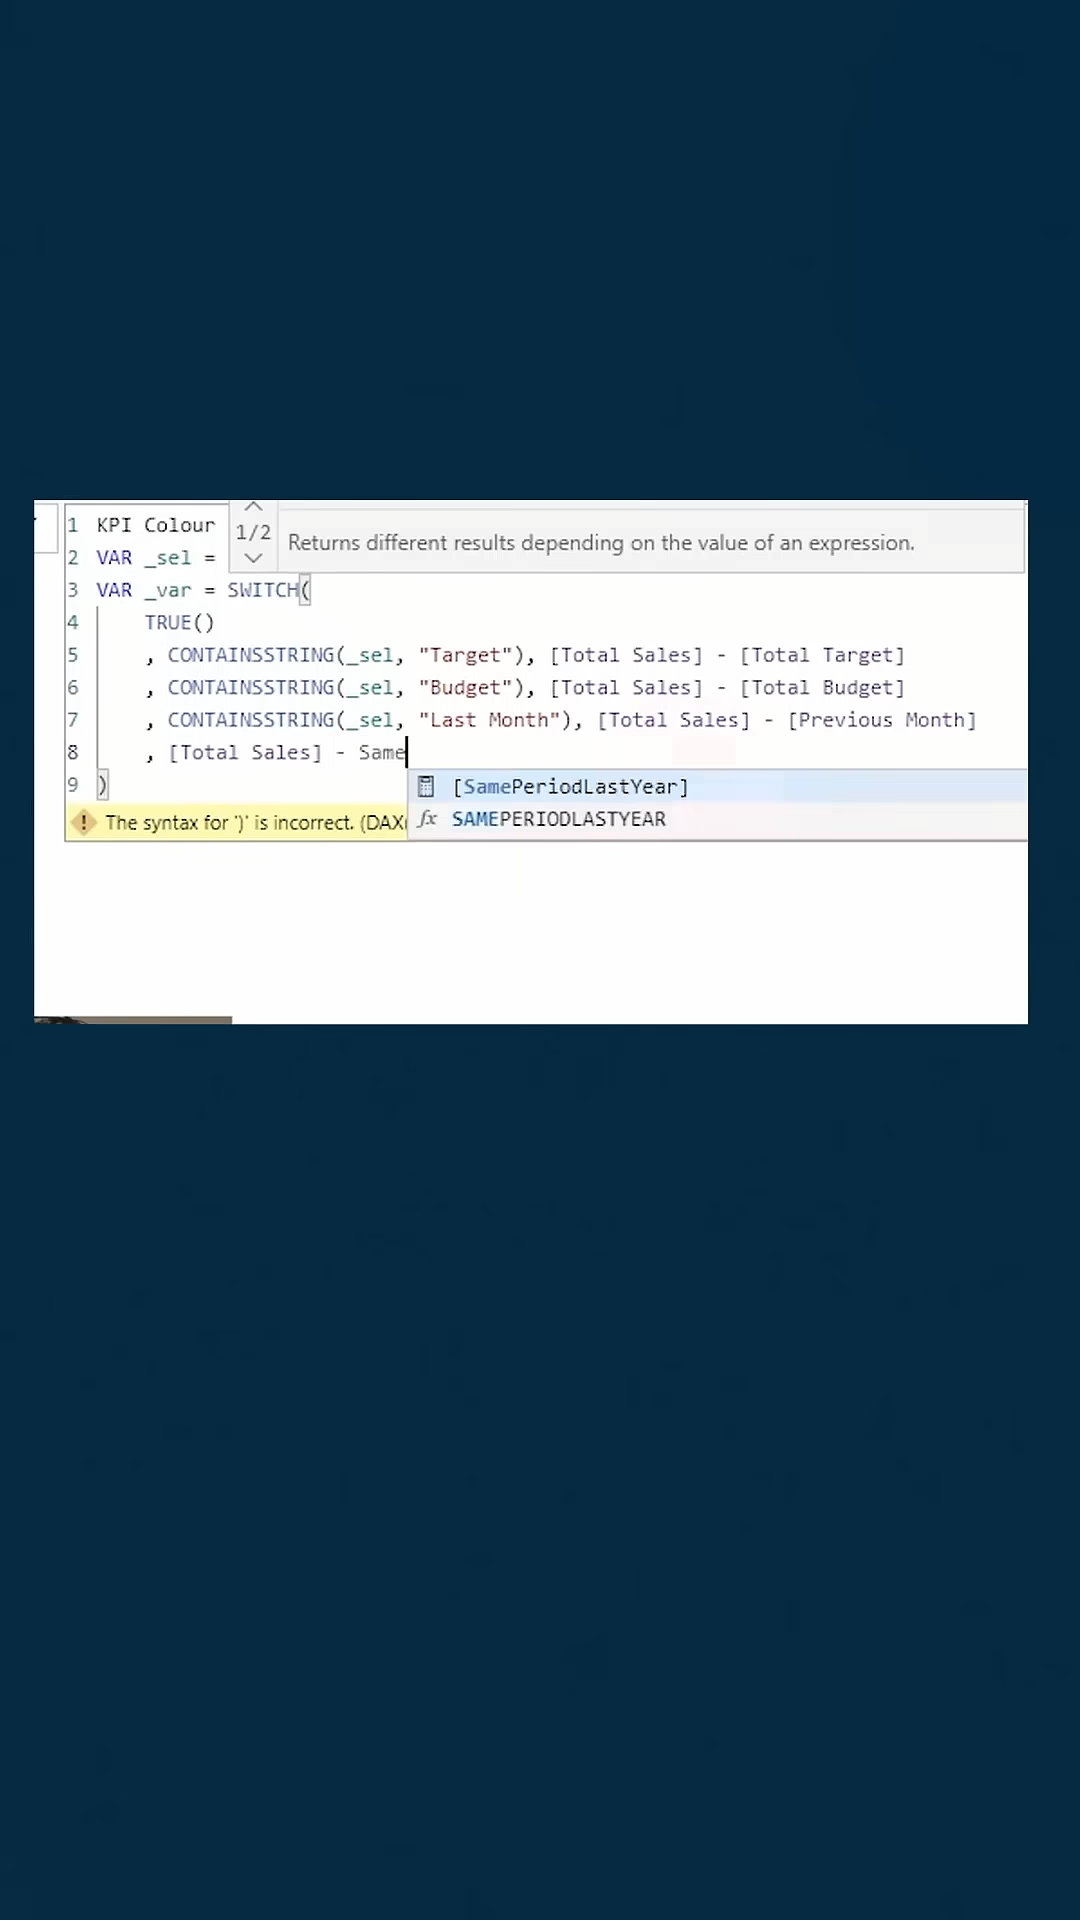 1 KPI Colour
1/2
Returns different results depending on the value of an expression.
2 VAR _sel =
3 VAR _var = SWITCH(
4 TRUE()
5 , CONTAINSSTRING(_sel, "Target"), [Total Sales] - [Total Target]
6 , CONTAINSSTRING(_sel, "Budget"), [Total Sales] - [Total Budget]
7 , CONTAINSSTRING(_sel, "Last Month"), [Total Sales] - [Previous Month]
8 , [Total Sales] - Same
9 )
[SamePeriodLastYear]
The syntax for ')' is incorrect. (DAX(
fx SAMEPERIODLASTYEAR